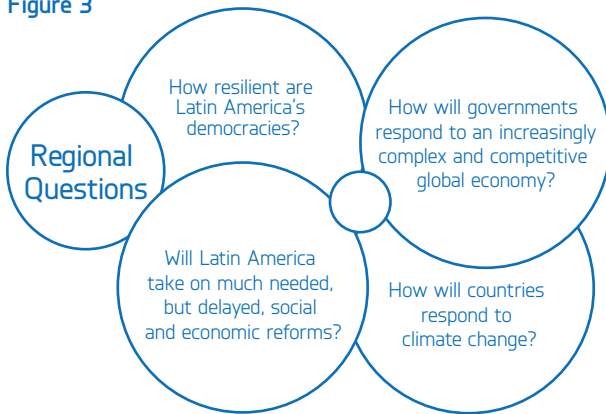 Figure 3
Regional
Questions
How resilient are
Latin America's
democracies?
How will governments
respond to an increasingly
complex and competitive
global economy?
Will Latin America
take on much needed,
but delayed, social
and economic reforms?
How will countries
respond to
climate change?